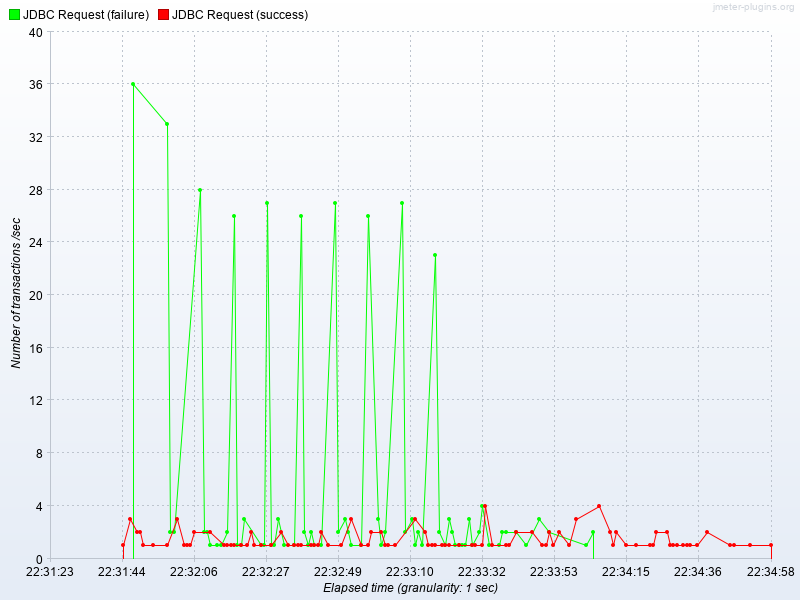 JDBC Request (failure) JDBC Request (success)
jmeter-plugins.org
40
36
32
28
24
20
16
12
8
4
0
Number of transactions /sec
22:31:23 22:31:44 22:32:06 22:32:27 22:32:49 22:33:10 22:33:32 22:33:53 22:34:15 22:34:36 22:34:58
Elapsed time (granularity: 1 sec)